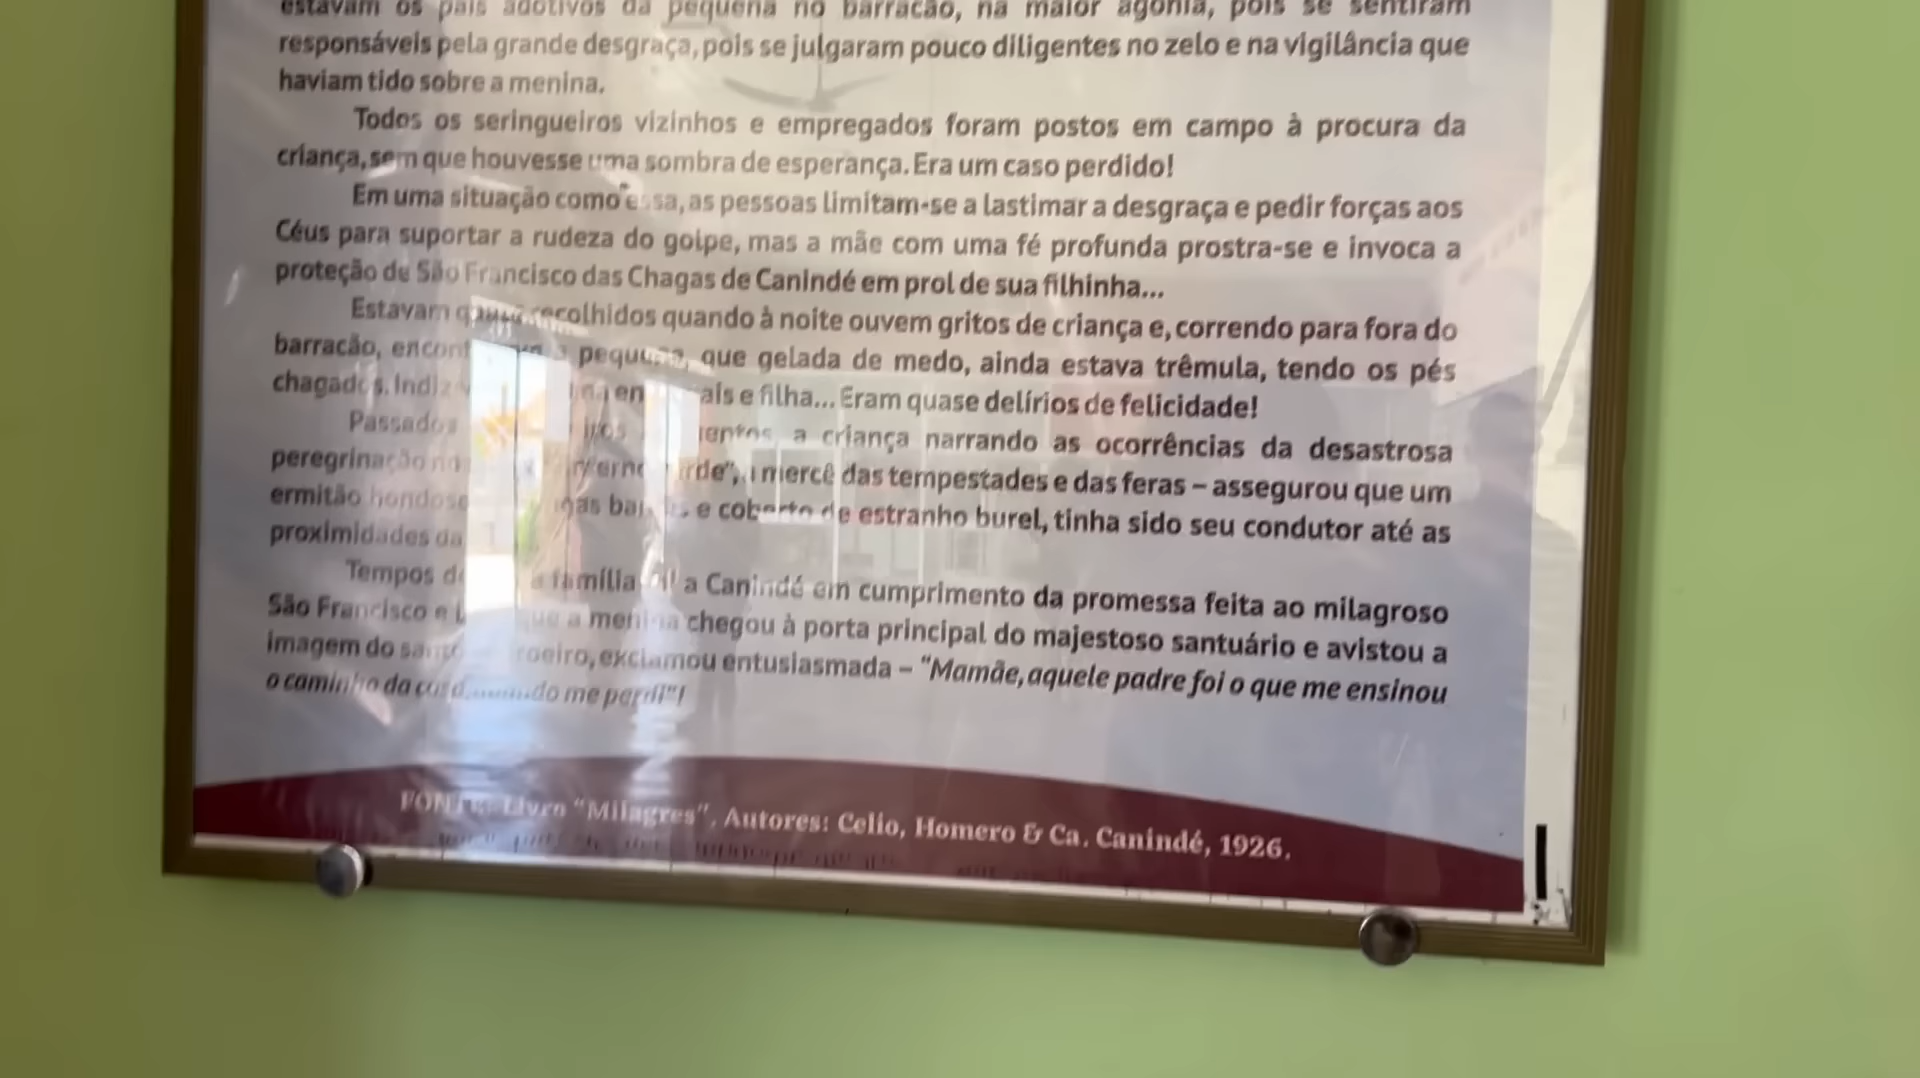 estavam os pais adotivos da pequena no barracão, na maior agonia, pois se sentiram
responsáveis pela grande desgraça, pois se julgaram pouco diligentes no zelo e na vigilância que
haviam tido sobre a menina.
Todos os seringueiros vizinhos e empregados foram postos em campo à procura da
criança, sem que houvesse uma sombra de esperança. Era um caso perdido!
Em uma situação como essa, as pessoas limitam-se a lastimar a desgraça e pedir forças aos
Céus para suportar a rudeza do golpe, mas a mãe com uma fé profunda prostra-se e invoca a
proteção de São Francisco das Chagas de Canindé em prol de sua filhinha...
Estavam recolhidos quando à noite ouvem gritos de criança e, correndo para fora do
barracão, a pequena, que gelada de medo, ainda estava trêmula, tendo os pés
chagados. e filha... Eram quase delírios de felicidade!
Passados a criança narrando as ocorrências da desastrosa
peregrinação mercê das tempestades e das feras – assegurou que um
ermitão e coberto de estranho burel, tinha sido seu condutor até as
proximidades da
Tempos a família a Canindé em cumprimento da promessa feita ao milagroso
São Francisco e a menina chegou à porta principal do majestoso santuário e avistou a
imagem do exclamou entusiasmada – "Mamãe, aquele padre foi o que me ensinou
o caminho da me perdi"!
FONTE: Livro "Milagres". Autores: Celio, Homero & Ca. Canindé, 1926.